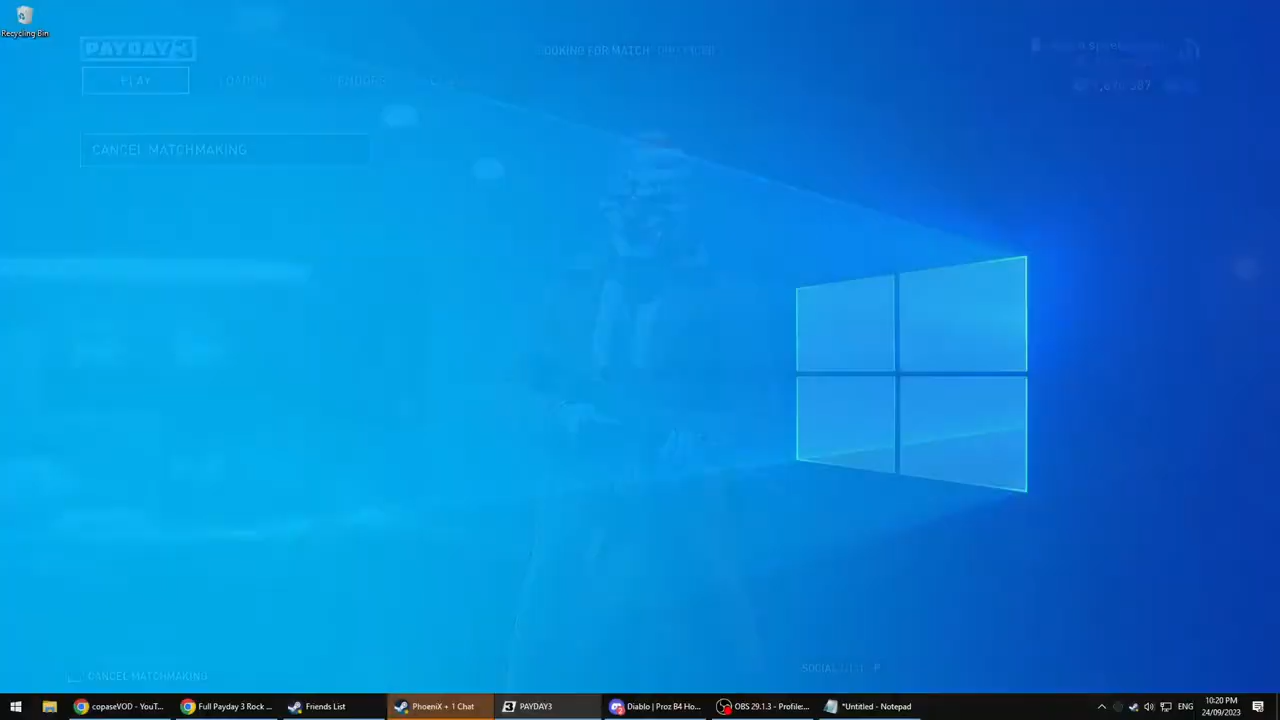 Recycling Bin
PAYDAY 3
LOOKING FOR MATCH
PLAY
CANCEL MATCHMAKING
CANCEL MATCHMAKING
copaseVOD - YouT...
Full Payday 3 Rock ...
Friends List
PhoeniX + 1 Chat
PAYDAY3
Diablo | Proz B4 Ho...
OBS 29.1.3 - Profile:...
*Untitled - Notepad
ENG
10:20 PM
24/09/2023